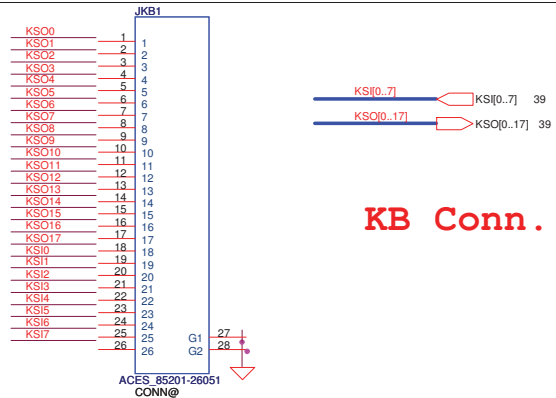 JKB1
KSO0 1 1
KSO1 2 2
KSO2 3 3
KSO3 4 4
KSO4 5 5
KSO5 6 6
KSO6 7 7
KSO7 8 8
KSO8 9 9
KSO9 10 10
KSO10 11 11
KSO11 12 12
KSO12 13 13
KSO13 14 14
KSO14 15 15
KSO15 16 16
KSO16 17 17
KSO17 18 18
KSI0 19 19
KSI1 20 20
KSI2 21 21
KSI3 22 22
KSI4 23 23
KSI5 24 24
KSI6 25 25
KSI7 26 26
G1 27
G2 28
ACES_85201-26051
CONN@
KSI[0..7] KSI[0..7] 39
KSO[0..17] KSO[0..17] 39
KB Conn.